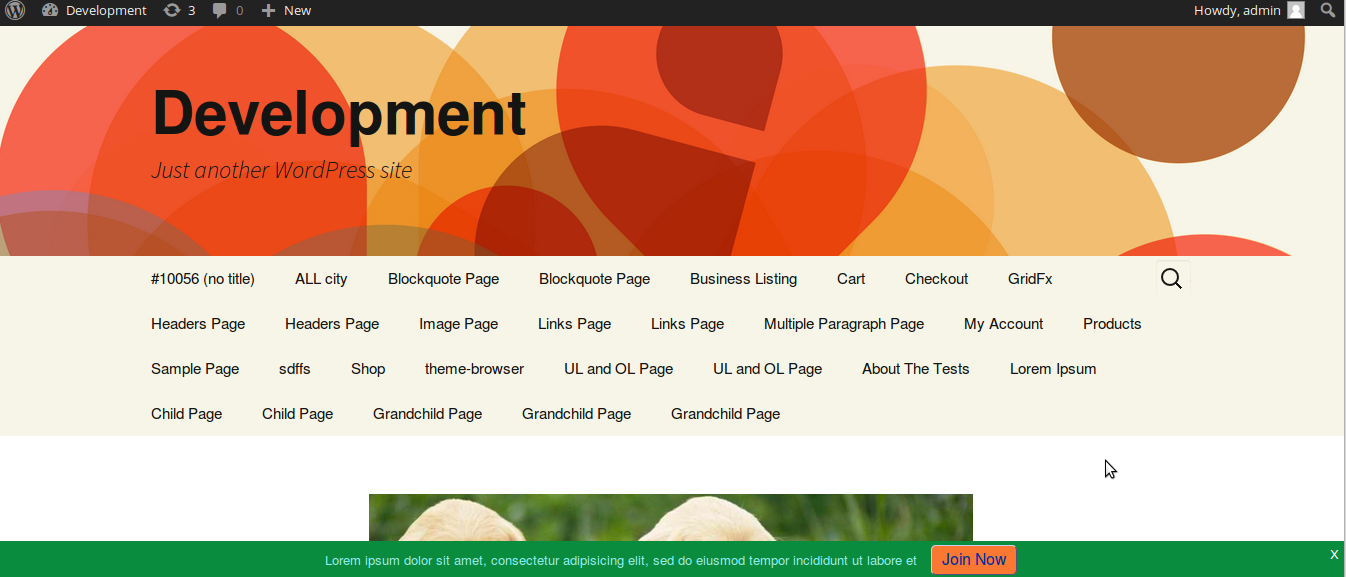 Development 3 0 New Howdy, admin
Development
Just another WordPress site
#10056 (no title) ALL city Blockquote Page Blockquote Page Business Listing Cart Checkout GridFx
Headers Page Headers Page Image Page Links Page Links Page Multiple Paragraph Page My Account Products
Sample Page sdffs Shop theme-browser UL and OL Page UL and OL Page About The Tests Lorem Ipsum
Child Page Child Page Grandchild Page Grandchild Page Grandchild Page
Lorem ipsum dolor sit amet, consectetur adipisicing elit, sed do eiusmod tempor incididunt ut labore et Join Now X